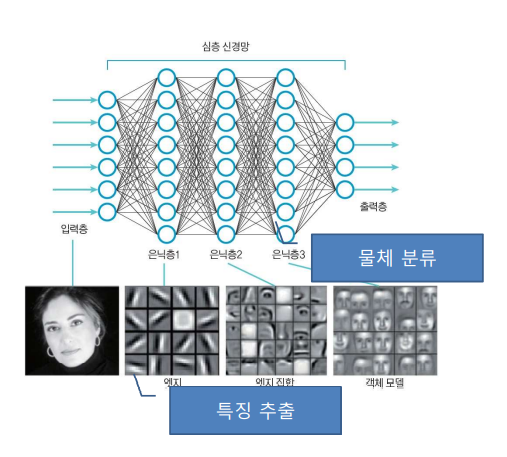 심층 신경망
입력층
출력층
은닉층1
은닉층2
은닉층3
물체 분류
엣지
엣지 집합
객체 모델
특징 추출